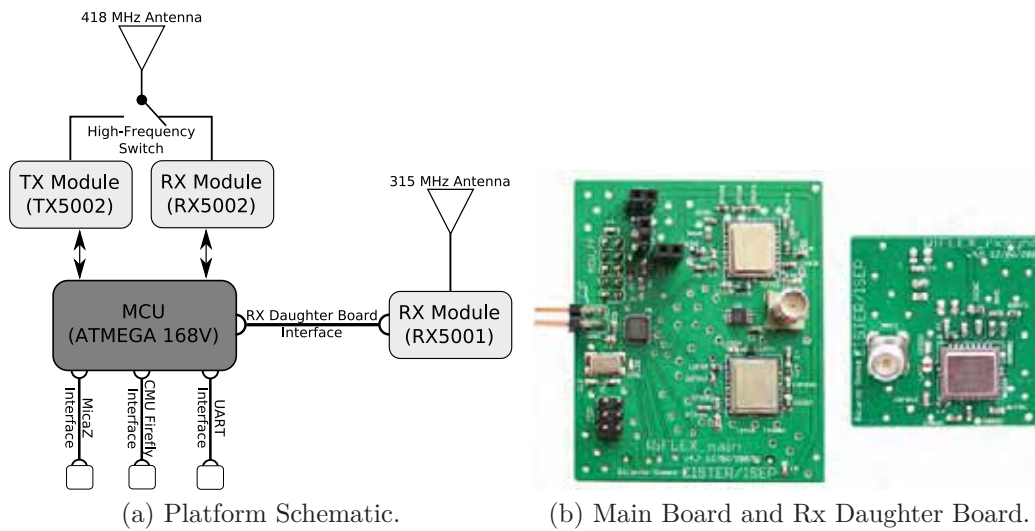 418 MHz Antenna
High-Frequency
Switch
TX Module
(TX5002)
RX Module
(RX5002)
315 MHz Antenna
MCU
(ATMEGA 168V)
RX Daughter Board
Interface
RX Module
(RX5001)
MicaZ
Interface
CMU Firefly
Interface
UART
Interface
WiFLEX_main
CISTER/ISEP
CISTER/ISEP
(a) Platform Schematic.
(b) Main Board and Rx Daughter Board.